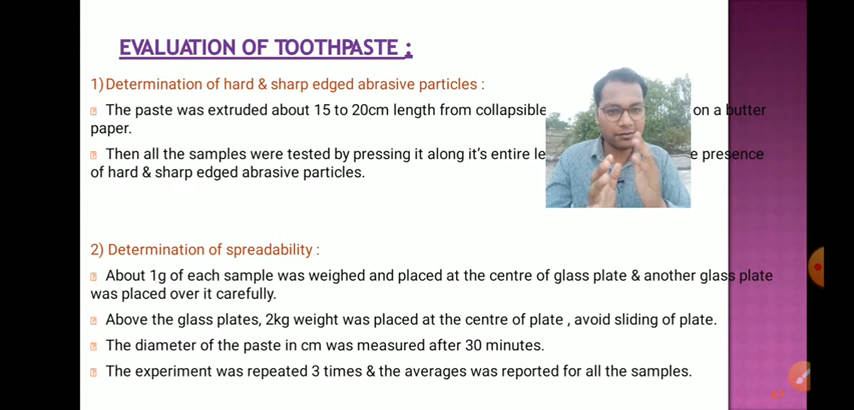 EVALUATION OF TOOTHPASTE :
1) Determination of hard & sharp edged abrasive particles :
The paste was extruded about 15 to 20cm length from collapsible on a butter
paper.
Then all the samples were tested by pressing it along it's entire presence
of hard & sharp edged abrasive particles.
2) Determination of spreadability :
About 1g of each sample was weighed and placed at the centre of glass plate & another glass plate
was placed over it carefully.
Above the glass plates, 2kg weight was placed at the centre of plate , avoid sliding of plate.
The diameter of the paste in cm was measured after 30 minutes.
The experiment was repeated 3 times & the averages was reported for all the samples.